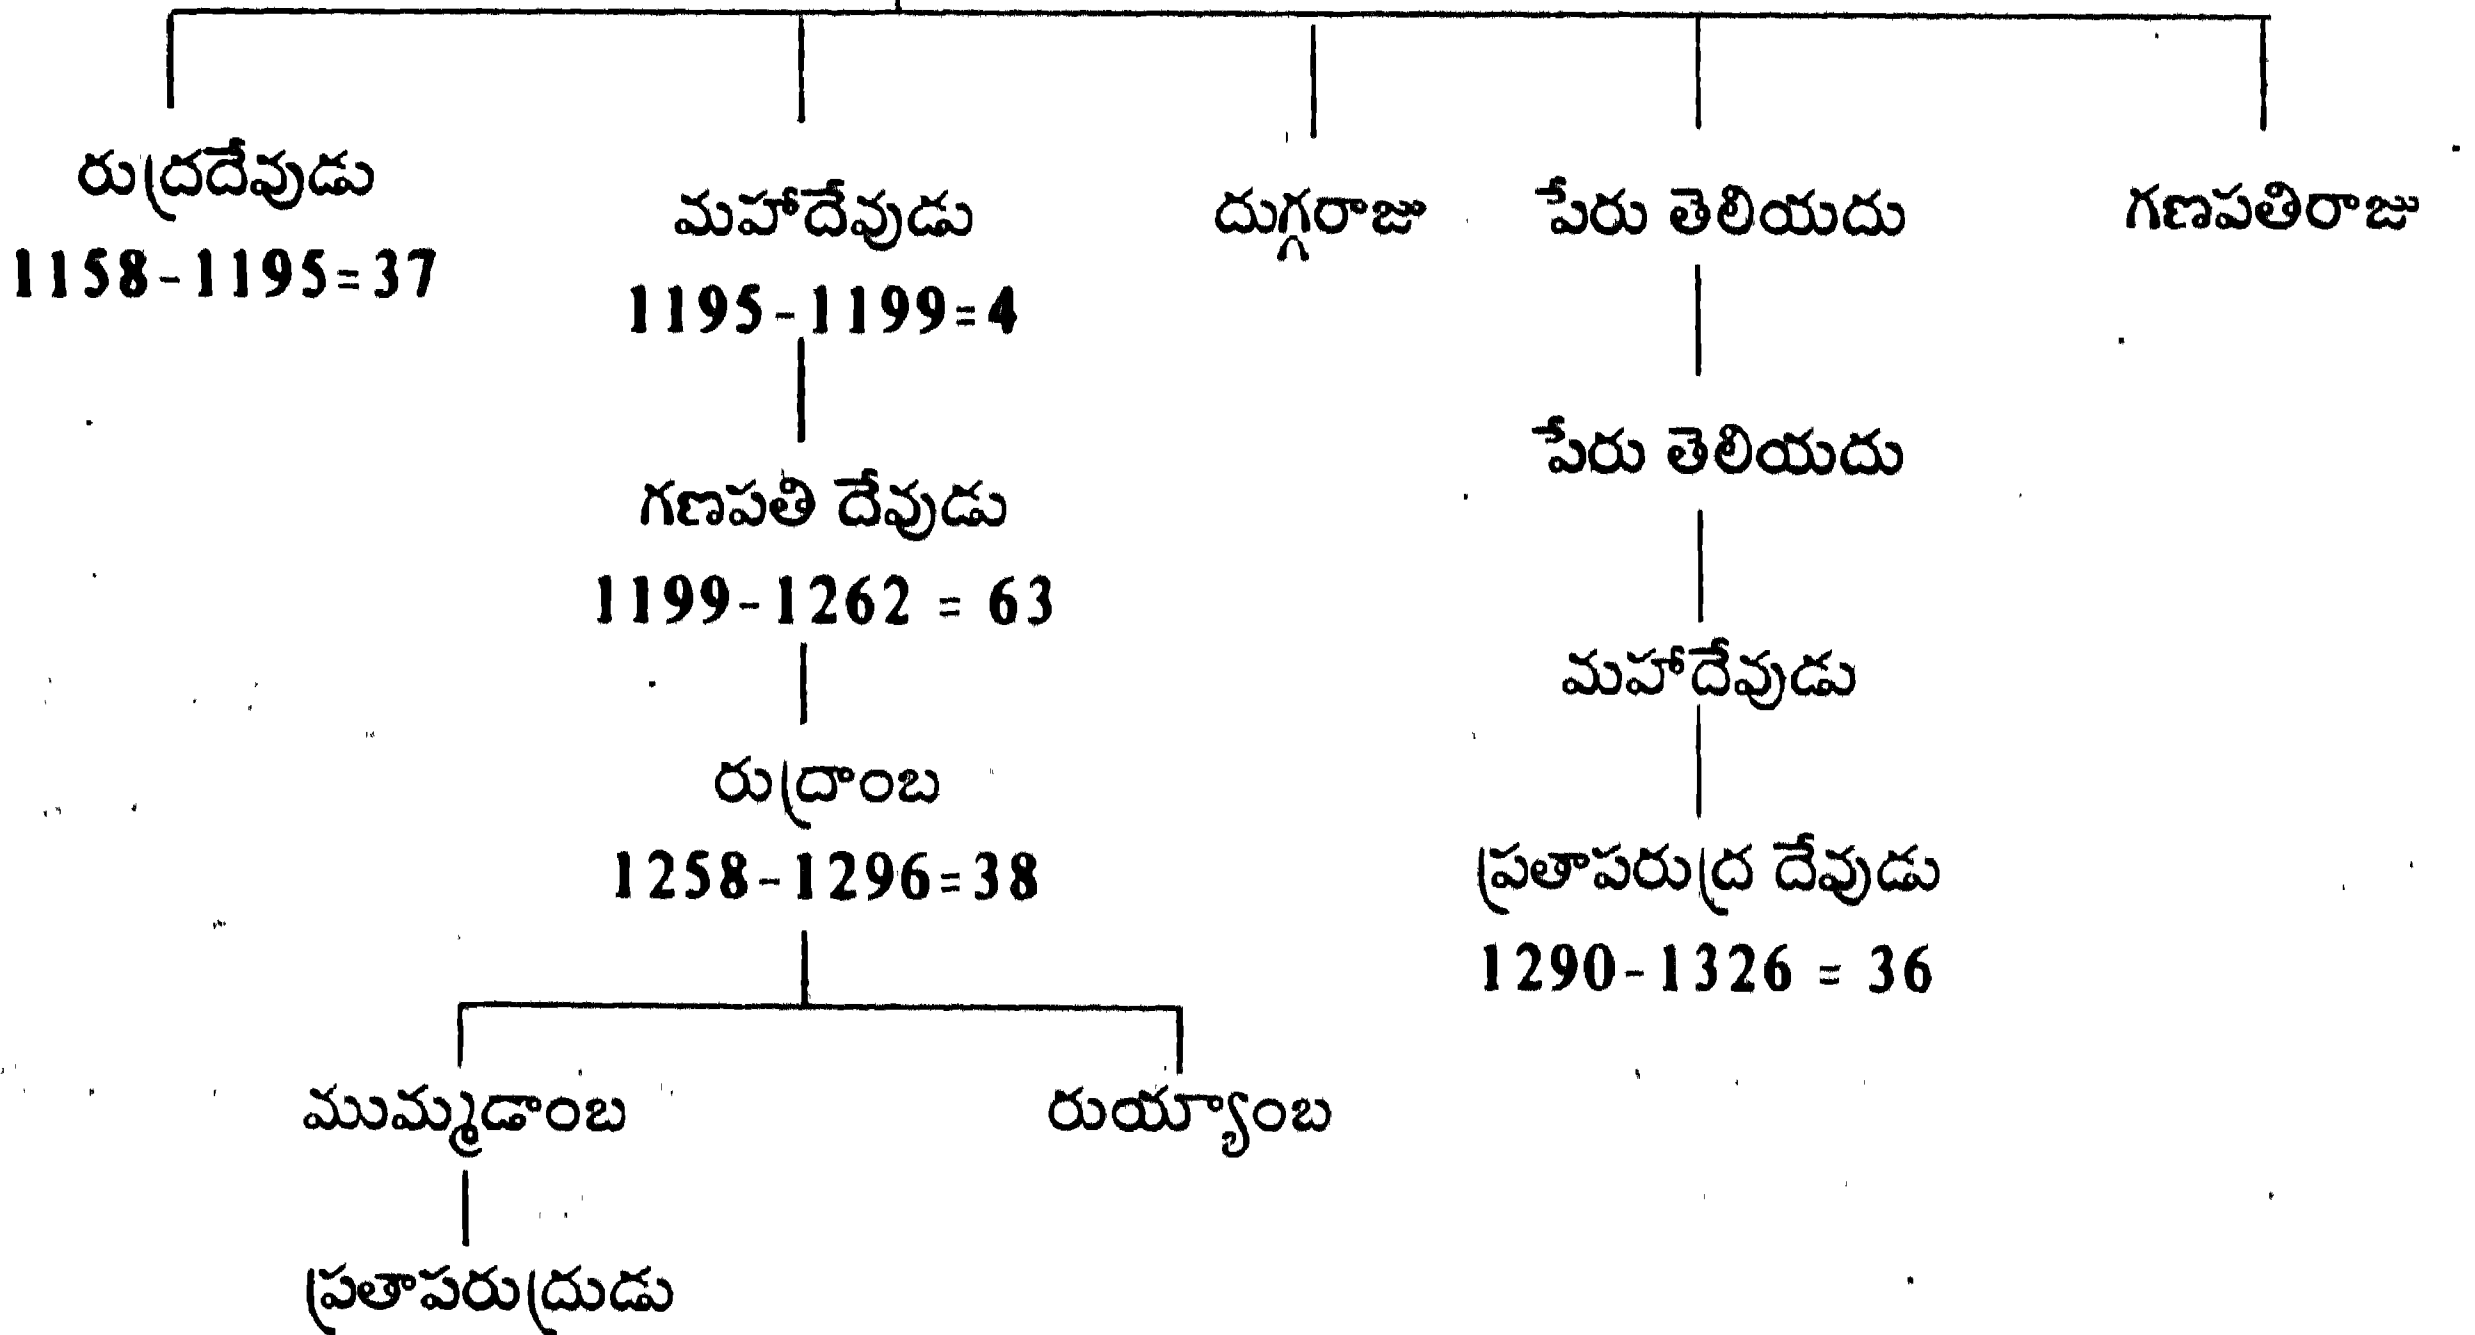 రుద్రదేవుడు
1158-1195=37
మహాదేవుడు
1195-1199=4
దుగ్గరాజు
పేరు తెలియదు
గణపతిరాజు
పేరు తెలియదు
గణపతి దేవుడు
1199-1262 = 63
మహాదేవుడు
రుద్రాంబ
1258-1296=38
ప్రతాపరుద్ర దేవుడు
1290-1326 = 36
ముమ్మడాంబ
రుయ్యాంబ
ప్రతాపరుద్రుడు